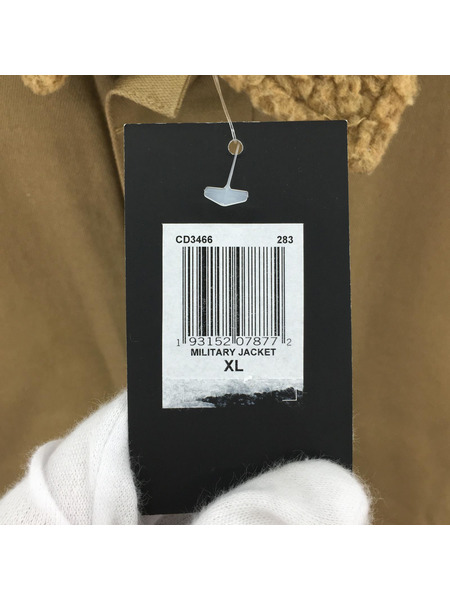 CD3466 283
1 93152 07877 2
MILITARY JACKET
XL